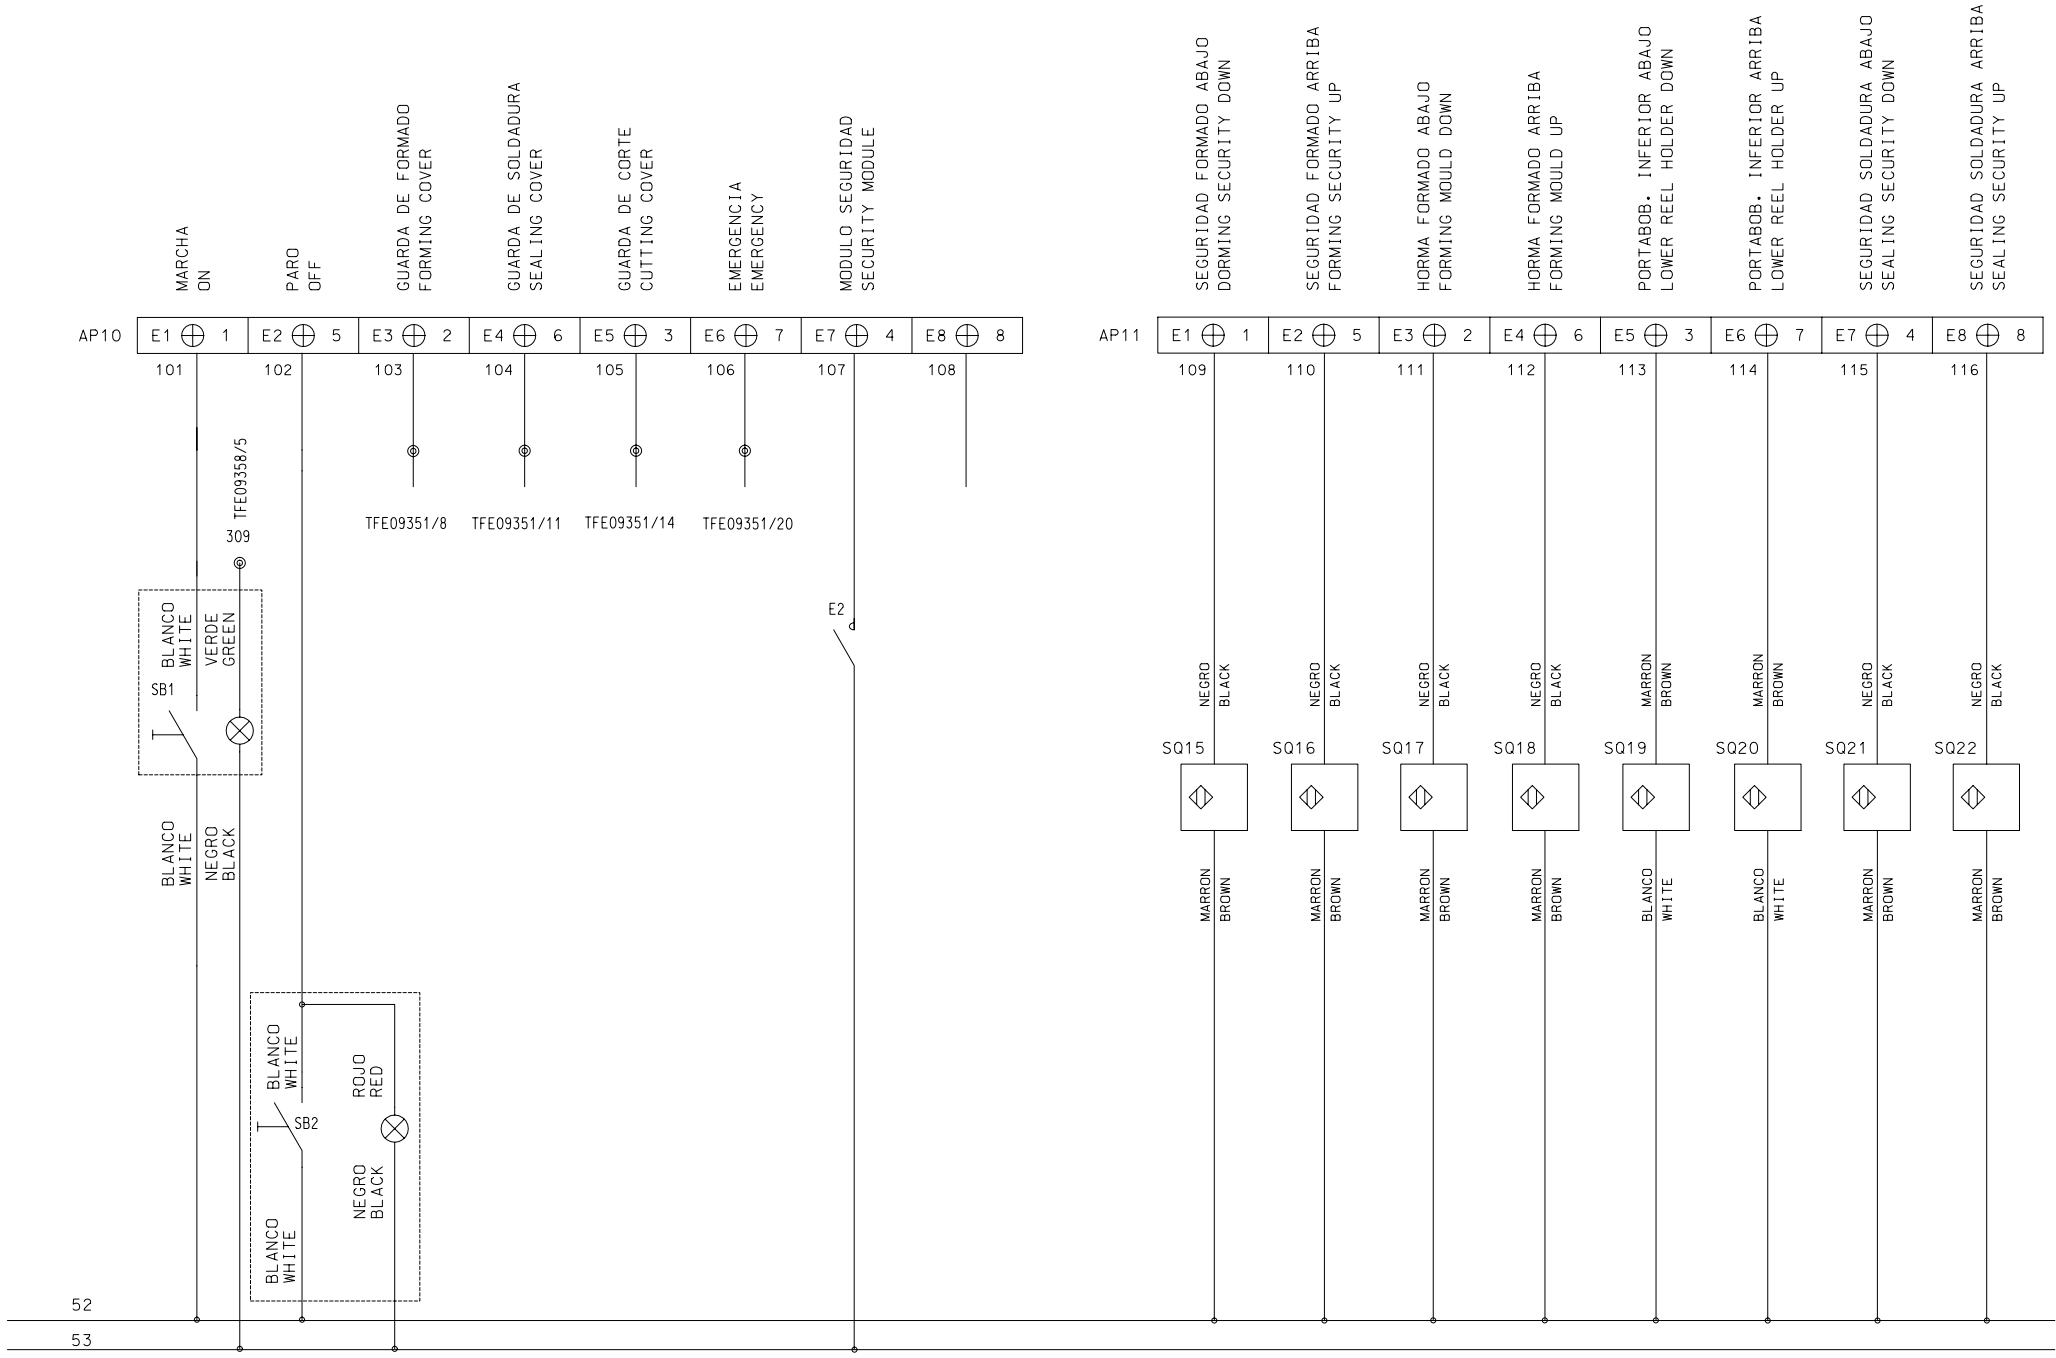 MARCHA
ON
PARO
OFF
GUARDA DE FORMADO
FORMING COVER
GUARDA DE SOLDADURA
SEALING COVER
GUARDA DE CORTE
CUTTING COVER
EMERGENCIA
EMERGENCY
MODULO SEGURIDAD
SECURITY MODULE
SEGURIDAD FORMADO ABAJO
DORMING SECURITY DOWN
SEGURIDAD FORMADO ARRIBA
FORMING SECURITY UP
HORMA FORMADO ABAJO
FORMING MOULD DOWN
HORMA FORMADO ARRIBA
FORMING MOULD UP
PORTABOB. INFERIOR ABAJO
LOWER REEL HOLDER DOWN
PORTABOB. INFERIOR ARRIBA
LOWER REEL HOLDER UP
SEGURIDAD SOLDADURA ABAJO
SEALING SECURITY DOWN
SEGURIDAD SOLDADURA ARRIBA
SEALING SECURITY UP
AP10 E1 1 E2 5 E3 2 E4 6 E5 3 E6 7 E7 4 E8 8
AP11 E1 1 E2 5 E3 2 E4 6 E5 3 E6 7 E7 4 E8 8
101 102 103 104 105 106 107 108
109 110 111 112 113 114 115 116
TFE09358/5
309
TFE09351/8 TFE09351/11 TFE09351/14 TFE09351/20
BLANCO
WHITE
VERDE
GREEN
SB1
E2
NEGRO
BLACK
NEGRO
BLACK
NEGRO
BLACK
NEGRO
BLACK
MARRON
BROWN
MARRON
BROWN
NEGRO
BLACK
NEGRO
BLACK
SQ15 SQ16 SQ17 SQ18 SQ19 SQ20 SQ21 SQ22
BLANCO
WHITE
NEGRO
BLACK
MARRON
BROWN
MARRON
BROWN
MARRON
BROWN
MARRON
BROWN
BLANCO
WHITE
BLANCO
WHITE
MARRON
BROWN
MARRON
BROWN
BLANCO
WHITE
ROJO
RED
SB2
NEGRO
BLACK
BLANCO
WHITE
52
53